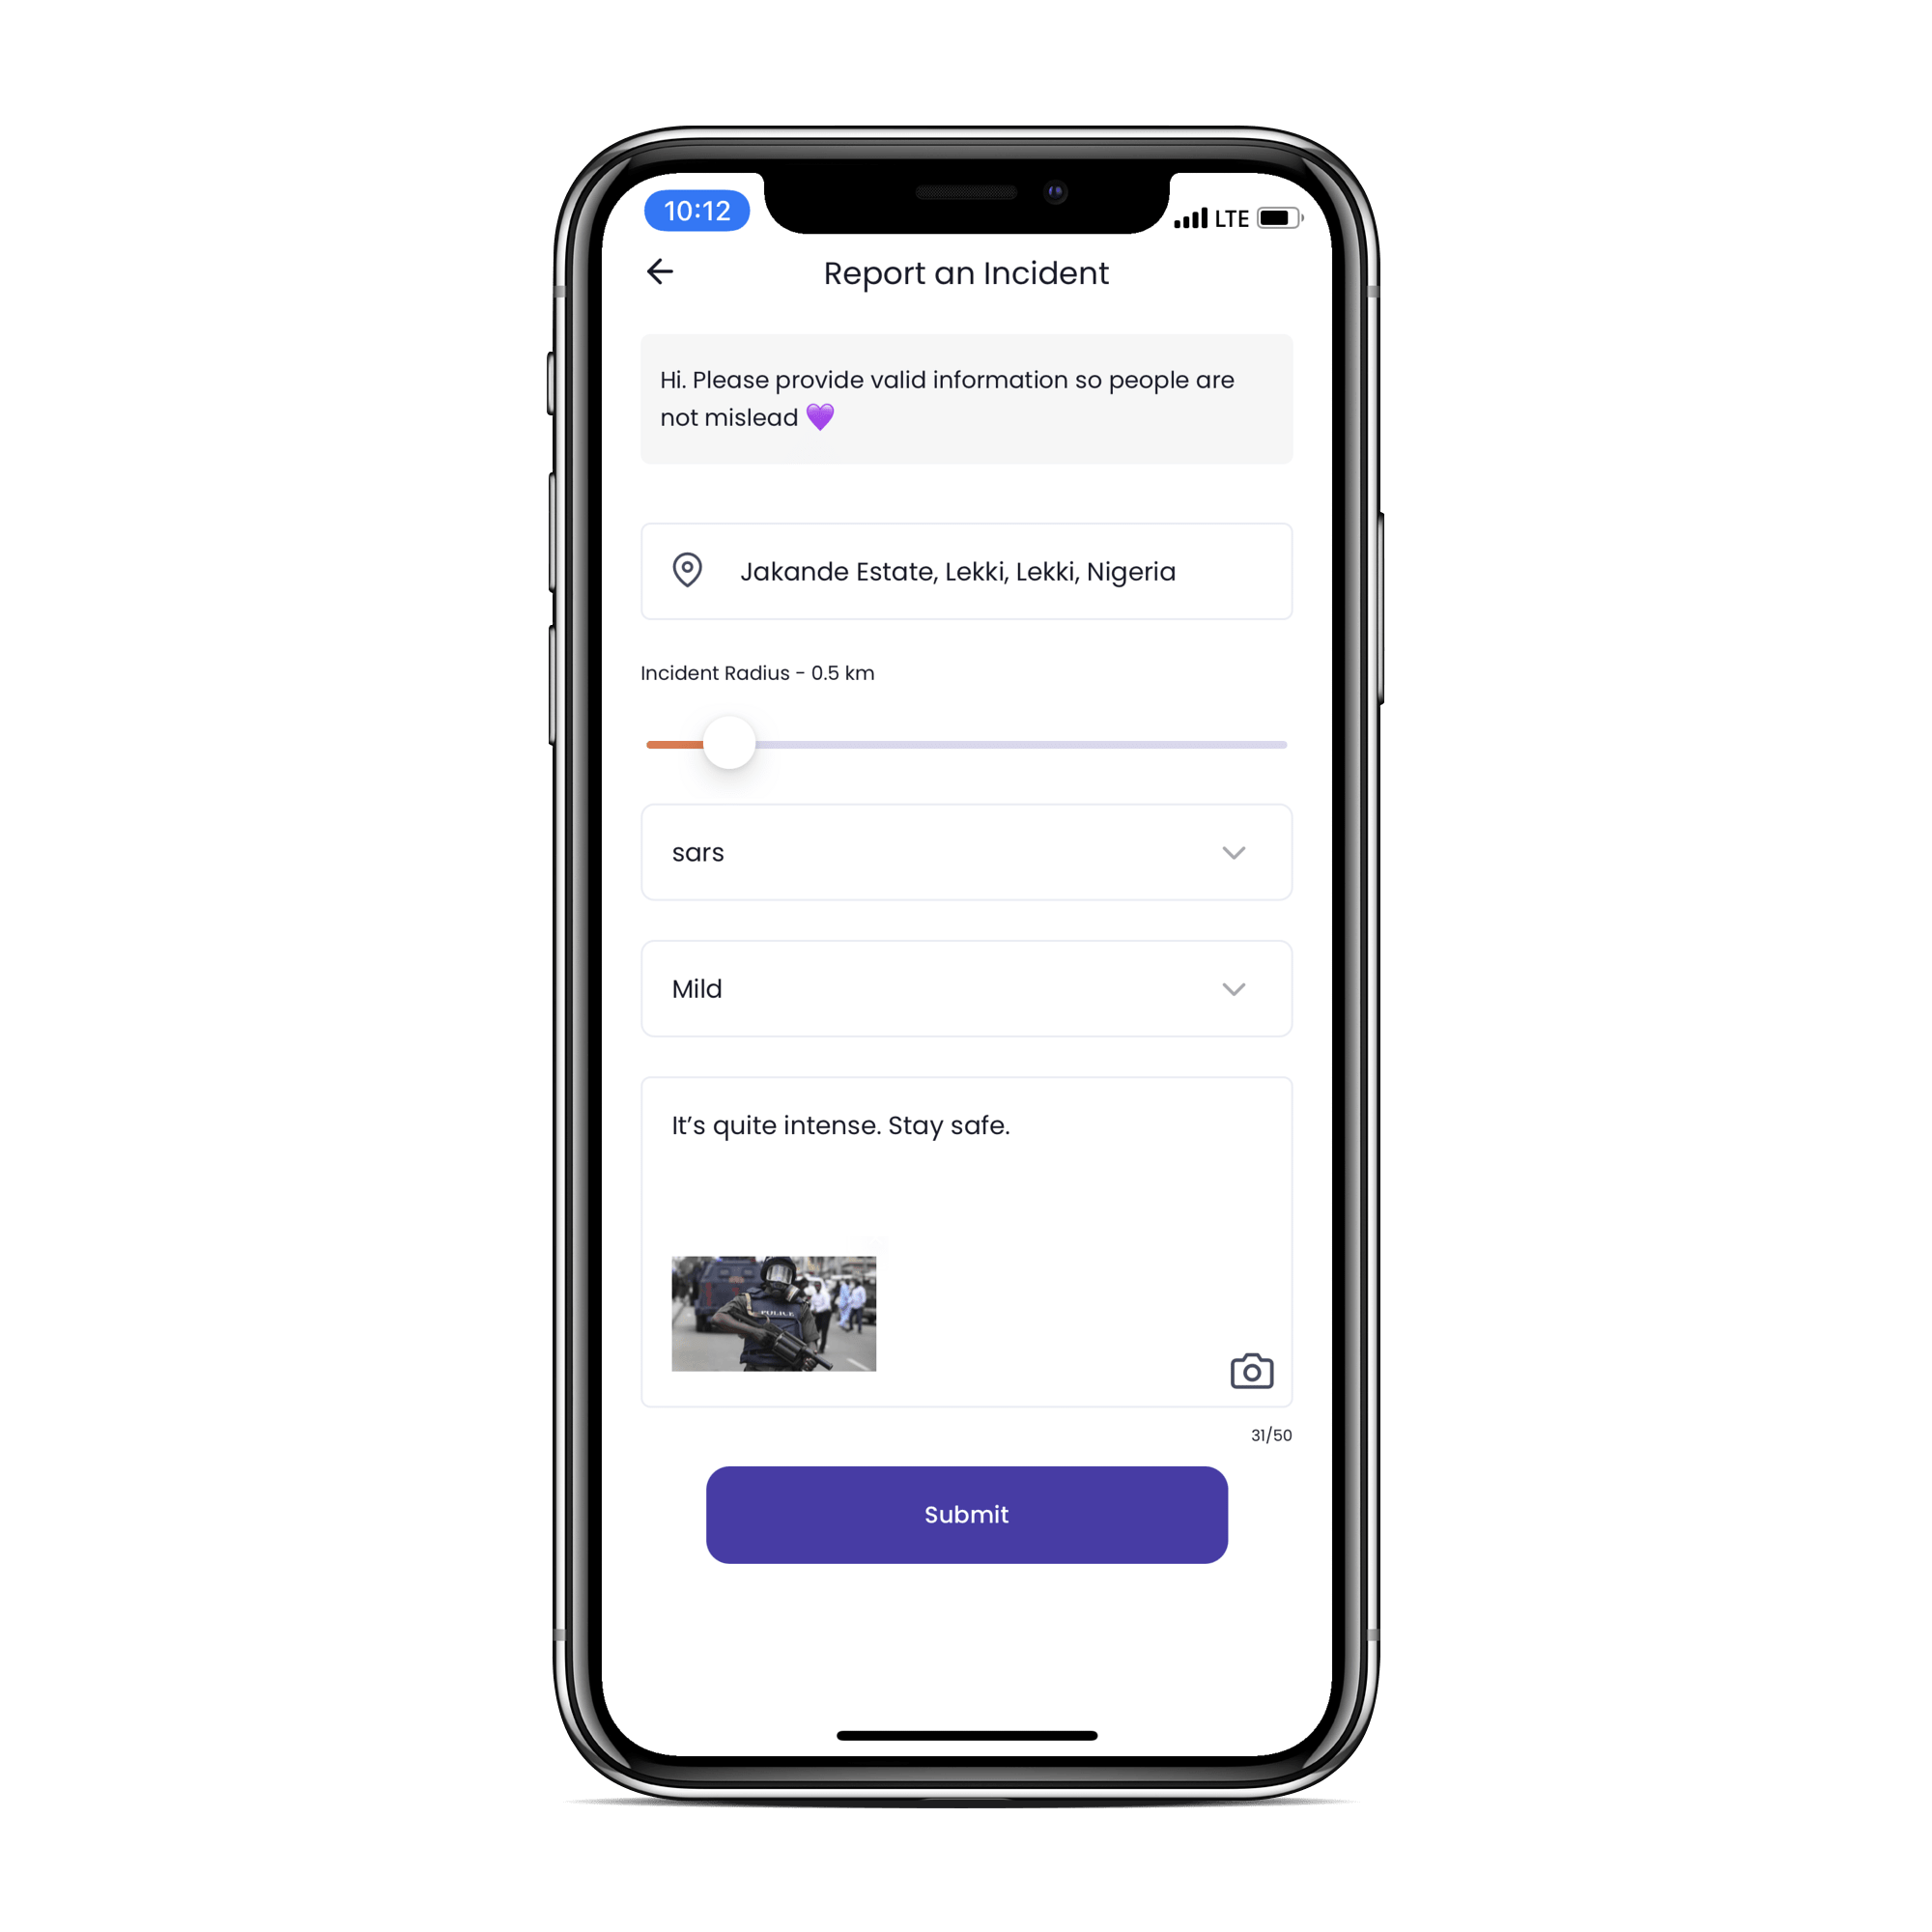 10:12
LTE
Report an Incident
Hi. Please provide valid information so people are
not mislead 💜
Jakande Estate, Lekki, Lekki, Nigeria
Incident Radius - 0.5 km
sars
Mild
It’s quite intense. Stay safe.
POLICE
31/50
Submit